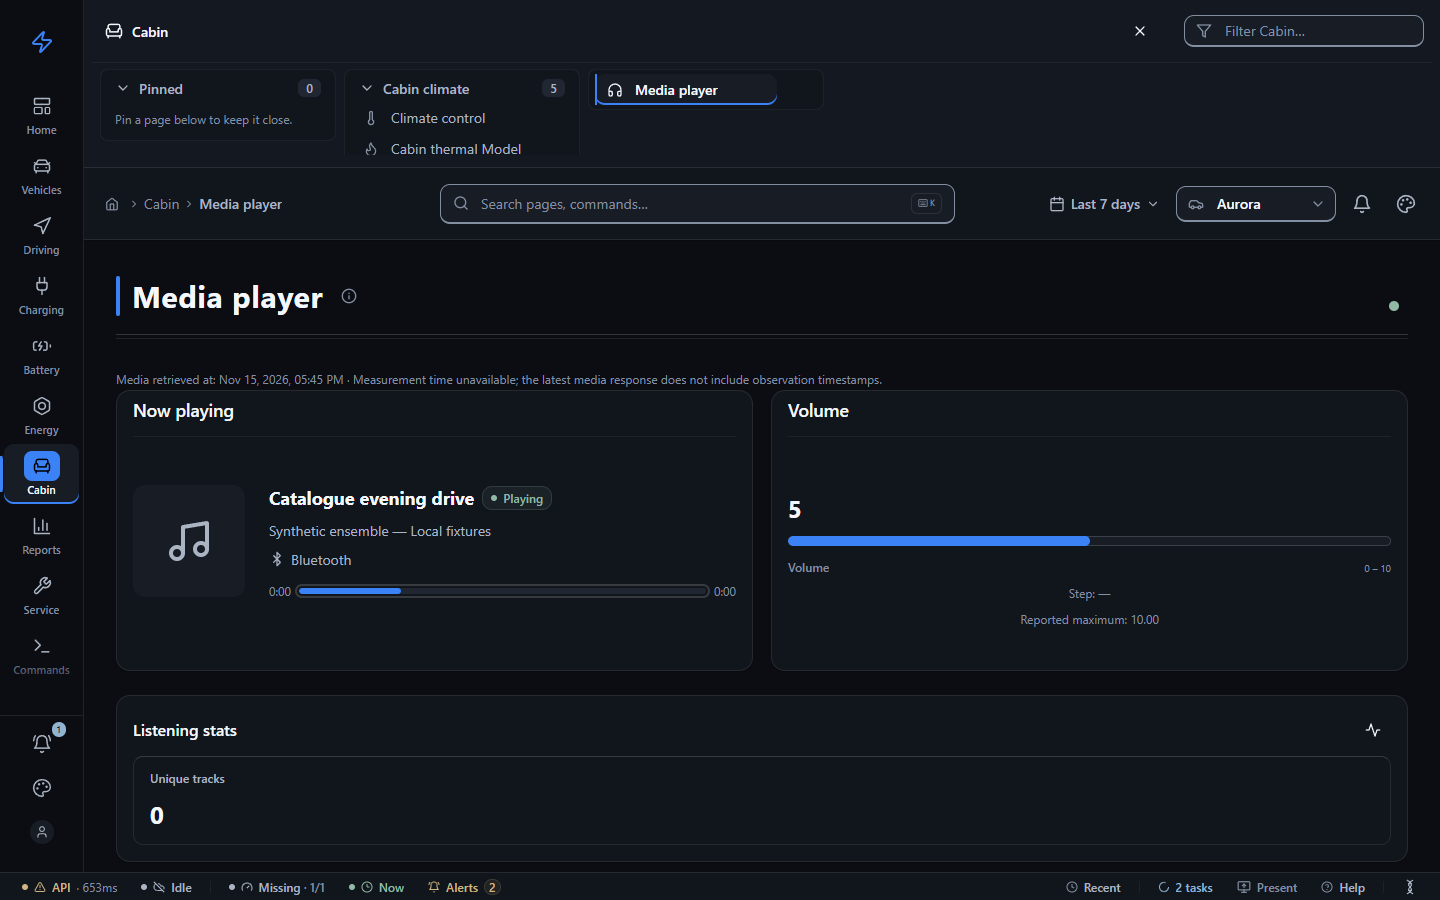 Cabin
Filter Cabin...
Pinned
0
Pin a page below to keep it close.
Cabin climate
5
Climate control
Cabin thermal Model
Media player
Home
Vehicles
Driving
Charging
Battery
Energy
Cabin
Reports
Service
Commands
1
Cabin
Media player
Search pages, commands...
K
Last 7 days
Aurora
Media player
Media retrieved at: Nov 15, 2026, 05:45 PM · Measurement time unavailable; the latest media response does not include observation timestamps.
Now playing
Catalogue evening drive
Playing
Synthetic ensemble — Local fixtures
Bluetooth
0:00
0:00
Volume
5
Volume
0 – 10
Step: —
Reported maximum: 10.00
Listening stats
Unique tracks
0
API · 653ms
Idle
Missing · 1/1
Now
Alerts 2
Recent
2 tasks
Present
Help